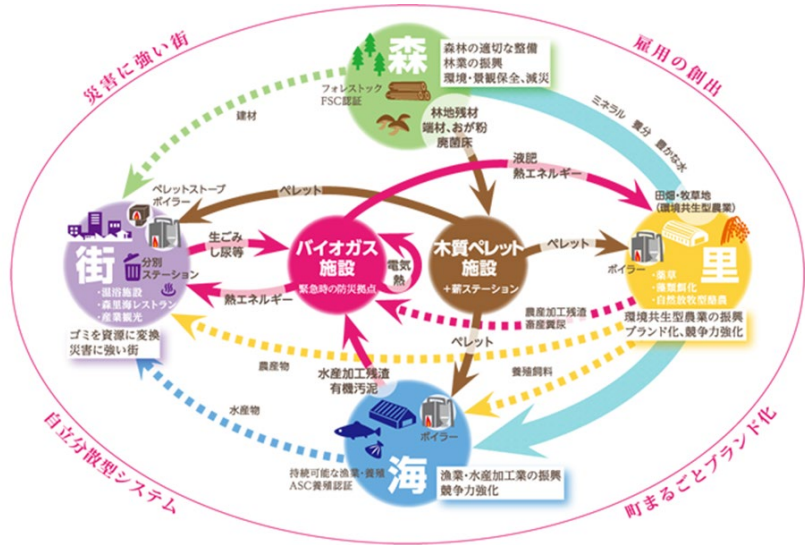 災害に強い街
雇用の創出
森
森林の適切な整備
林業の振興
環境・景観保全、減災
フォレストック
FSC認証
林地残材
端材、おが粉
廃菌床
建材
ミネラル 養分 豊かな水
液肥
熱エネルギー
ペレットストーブ
ボイラー
ペレット
田畑・牧草地
(環境共生型農業)
生ごみ
し尿等
街
分別
ステーション
・温浴施設
・森里海レストラン
・産業観光
熱エネルギー
バイオガス
施設
緊急時の防災拠点
電気
熱
木質ペレット
施設
+薪ステーション
ペレット
ボイラー
里
・薬草
・藻類餌化
・自然放牧型酪農
農産加工残渣
畜産糞尿
環境共生型農業の振興
ブランド化、競争力強化
ゴミを資源に変換
災害に強い街
ペレット
農産物
水産加工残渣
有機汚泥
養殖飼料
水産物
ボイラー
海
持続可能な漁業・養殖
ASC養殖認証
漁業・水産加工業の振興
競争力強化
自立分散型システム
町まるごとブランド化